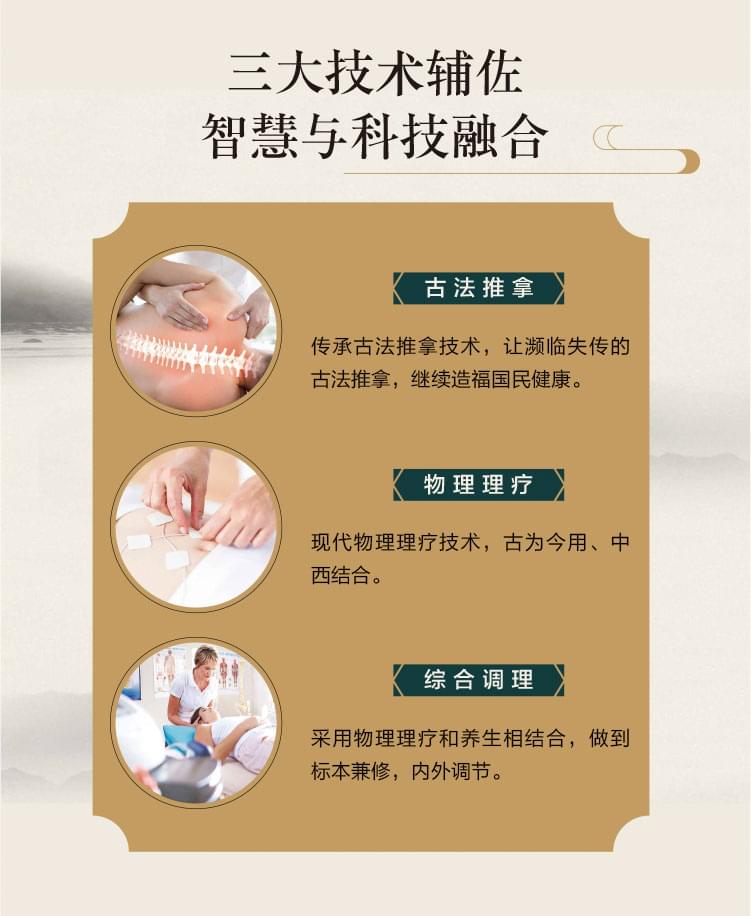 三大技术辅佐
智慧与科技融合
古法推拿
传承古法推拿技术，让濒临失传的
古法推拿，继续造福国民健康。
物理理疗
现代物理理疗技术，古为今用、中
西结合。
综合调理
采用物理理疗和养生相结合，做到
标本兼修，内外调节。